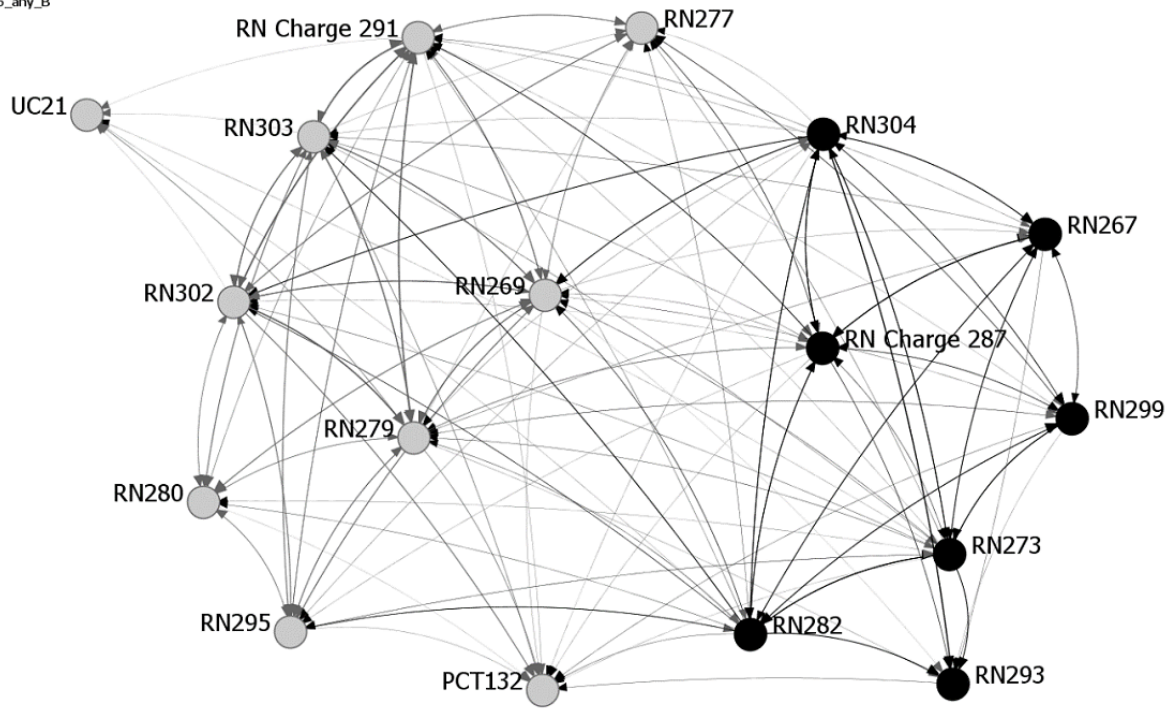 RN Charge 291
RN277
UC21
RN303
RN304
RN267
RN302
RN269
RN Charge 287
RN299
RN279
RN280
RN273
RN295
RN282
PCT132
RN293